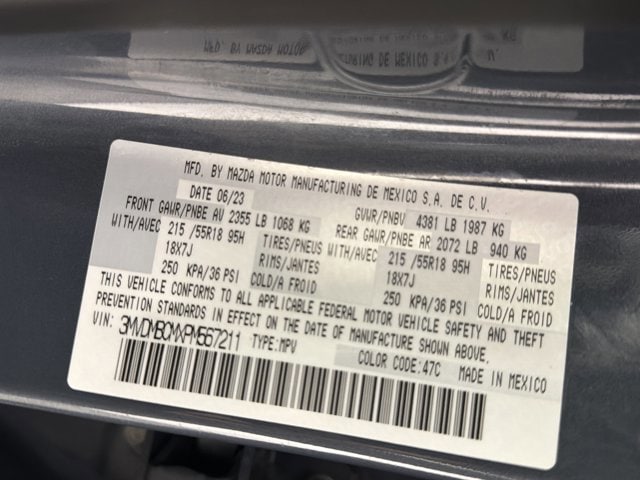 MFD. BY MAZDA MOTOR MANUFACTURING DE MEXICO S.A. DE C.V.
DATE 06/23 GVWR/PNBV 4381 LB 1987 KG
FRONT GAWR/PNBE AV 2355 LB 1068 KG REAR GAWR/PNBE AR 2072 LB 940 KG
WITH/AVEC 215 /55R18 95H TIRES/PNEUS WITH/AVEC 215 /55R18 95H TIRES/PNEUS
18X7J RIMS/JANTES 18X7J RIMS/JANTES
250 KPA/36 PSI COLD/A FROID 250 KPA/36 PSI COLD/A FROID
THIS VEHICLE CONFORMS TO ALL APPLICABLE FEDERAL MOTOR VEHICLE SAFETY AND THEFT
PREVENTION STANDARDS IN EFFECT ON THE DATE OF MANUFACTURE SHOWN ABOVE.
VIN: 3MVDMBCMXPM567211 TYPE:MPV COLOR CODE:47C MADE IN MEXICO